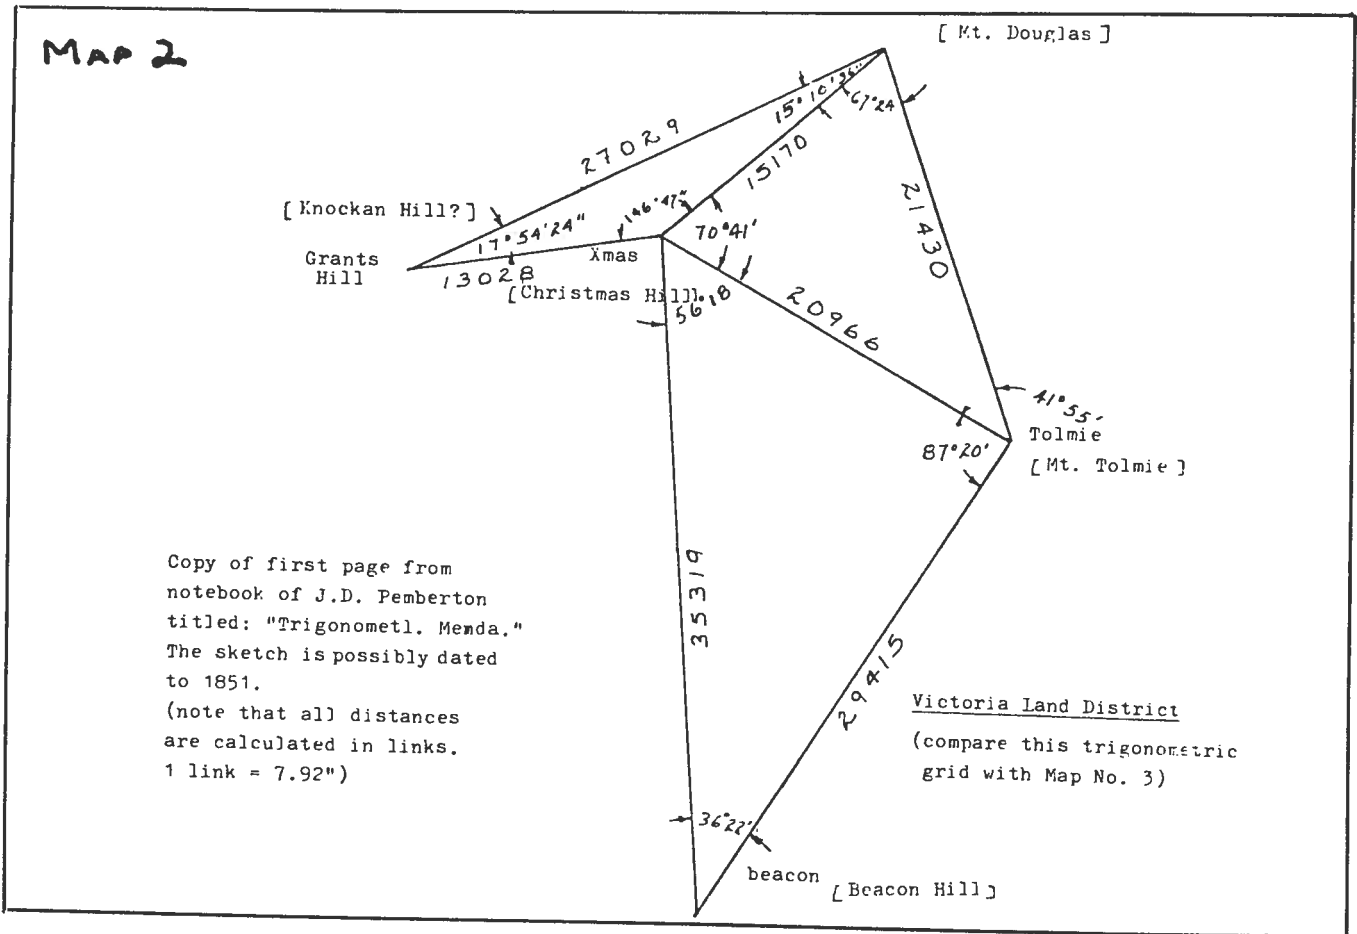 MAP 2
[Mt. Douglas]
15°10'36"
67°24
27029
15170
21430
[Knockan Hill?]
146°47"
17°54'24"
70°41'
Grants
Hill
Xmas
13028
[Christmas Hill].
56°18
20966
41°55'
Tolmie
87°20'
[Mt. Tolmie]
35319
29415
Copy of first page from
notebook of J.D. Pemberton
titled: "Trigonometl. Menda."
The sketch is possibly dated
to 1851.
(note that all distances
are calculated in links.
1 link = 7.92")
Victoria Land District
(compare this trigonometric
grid with Map No. 3)
36°22'
beacon
[Beacon Hill]